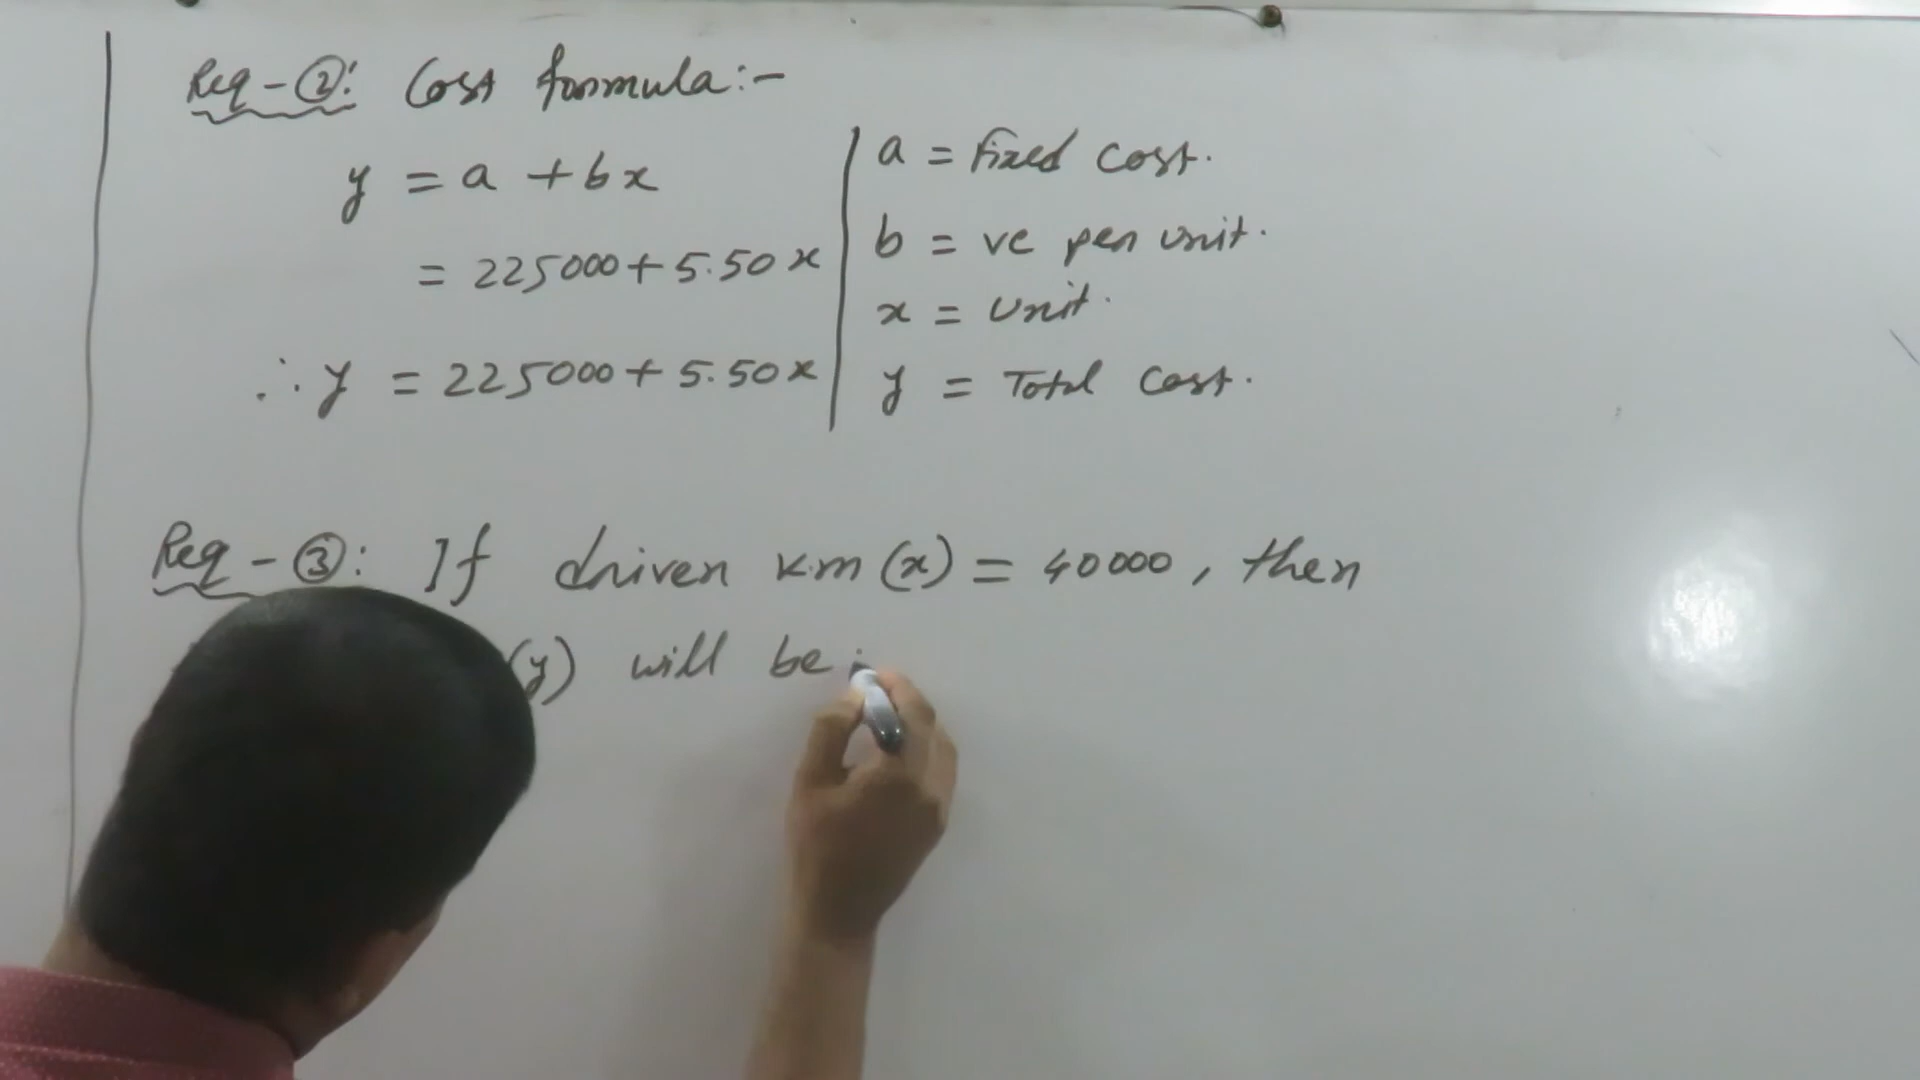 Req-②: Cost formula:-
y = a + bx
= 225000 + 5.50x
∴ y = 225000 + 5.50x
a = Fixed cost.
b = vc per unit.
x = Unit.
y = Total cost.
Req-③: If driven km (x) = 40000, then
(y) will be: